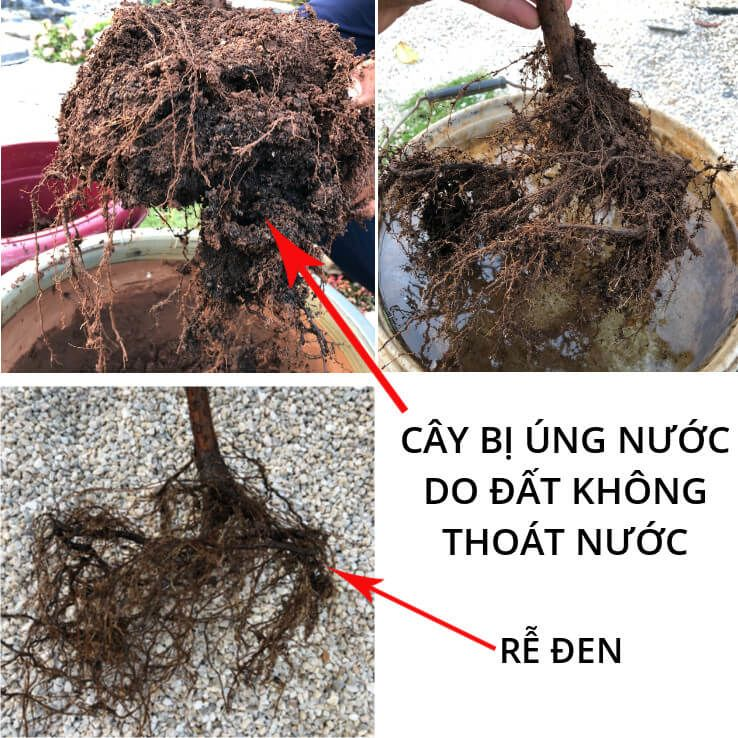 CÂY BỊ ÚNG NƯỚC
DO ĐẤT KHÔNG
THOÁT NƯỚC
RỄ ĐEN